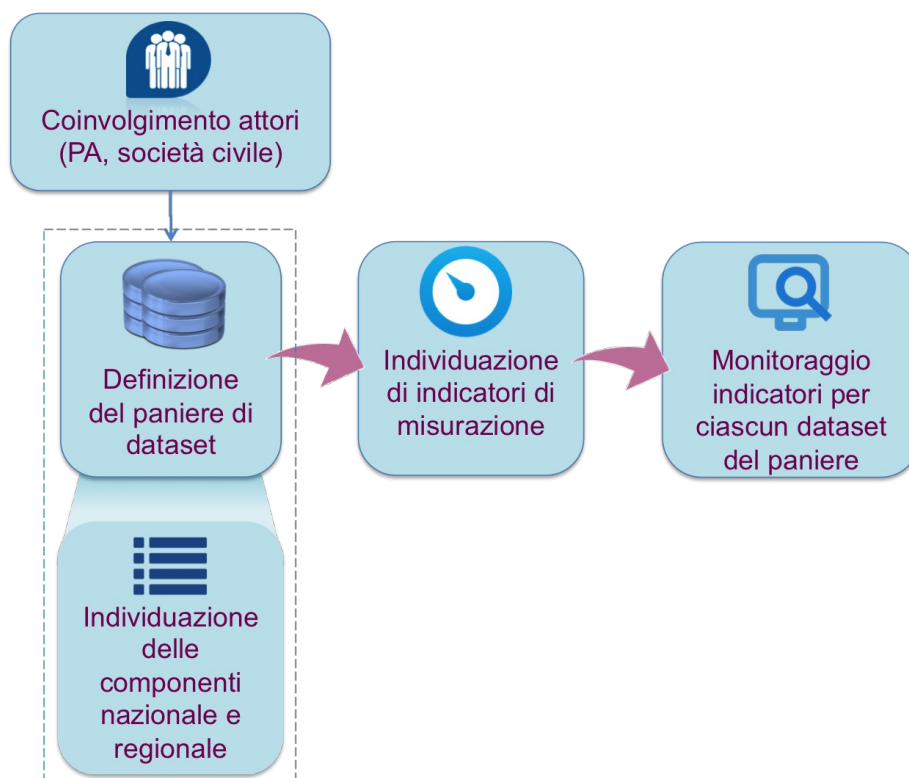 Coinvolgimento attori
(PA, società civile)
Definizione
del paniere di
dataset
Individuazione
di indicatori di
misurazione
Monitoraggio
indicatori per
ciascun dataset
del paniere
Individuazione
delle
componenti
nazionale e
regionale